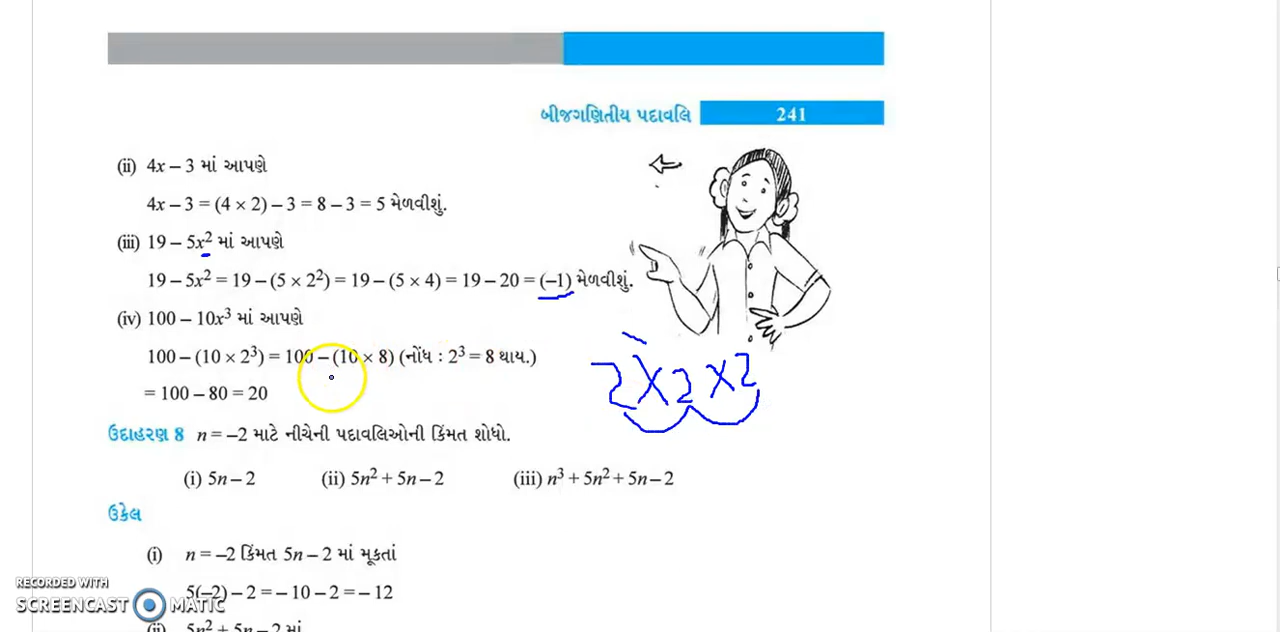 બીજગણિતીય પદાવલિ 241
(ii) 4x – 3 માં આપણે
4x – 3 = (4 × 2) – 3 = 8 – 3 = 5 મેળવીશું.
(iii) 19 – 5x² માં આપણે
19 – 5x² = 19 – (5 × 2²) = 19 – (5 × 4) = 19 – 20 = (–1) મેળવીશું.
(iv) 100 – 10x³ માં આપણે
100 – (10 × 2³) = 100 – (10 × 8) (નોંધ : 2³ = 8 થાય.)
2 × 2 × 2
= 100 – 80 = 20
ઉદાહરણ 8 n = –2 માટે નીચેની પદાવલિઓની કિંમત શોધો.
(i) 5n – 2 (ii) 5n² + 5n – 2 (iii) n³ + 5n² + 5n – 2
ઉકેલ
(i) n = –2 કિંમત 5n – 2 માં મૂકતાં
5(–2) – 2 = – 10 – 2 = – 12
(ii) 5n² + 5n – 2 માં
RECORDED WITH
SCREENCAST MATIC